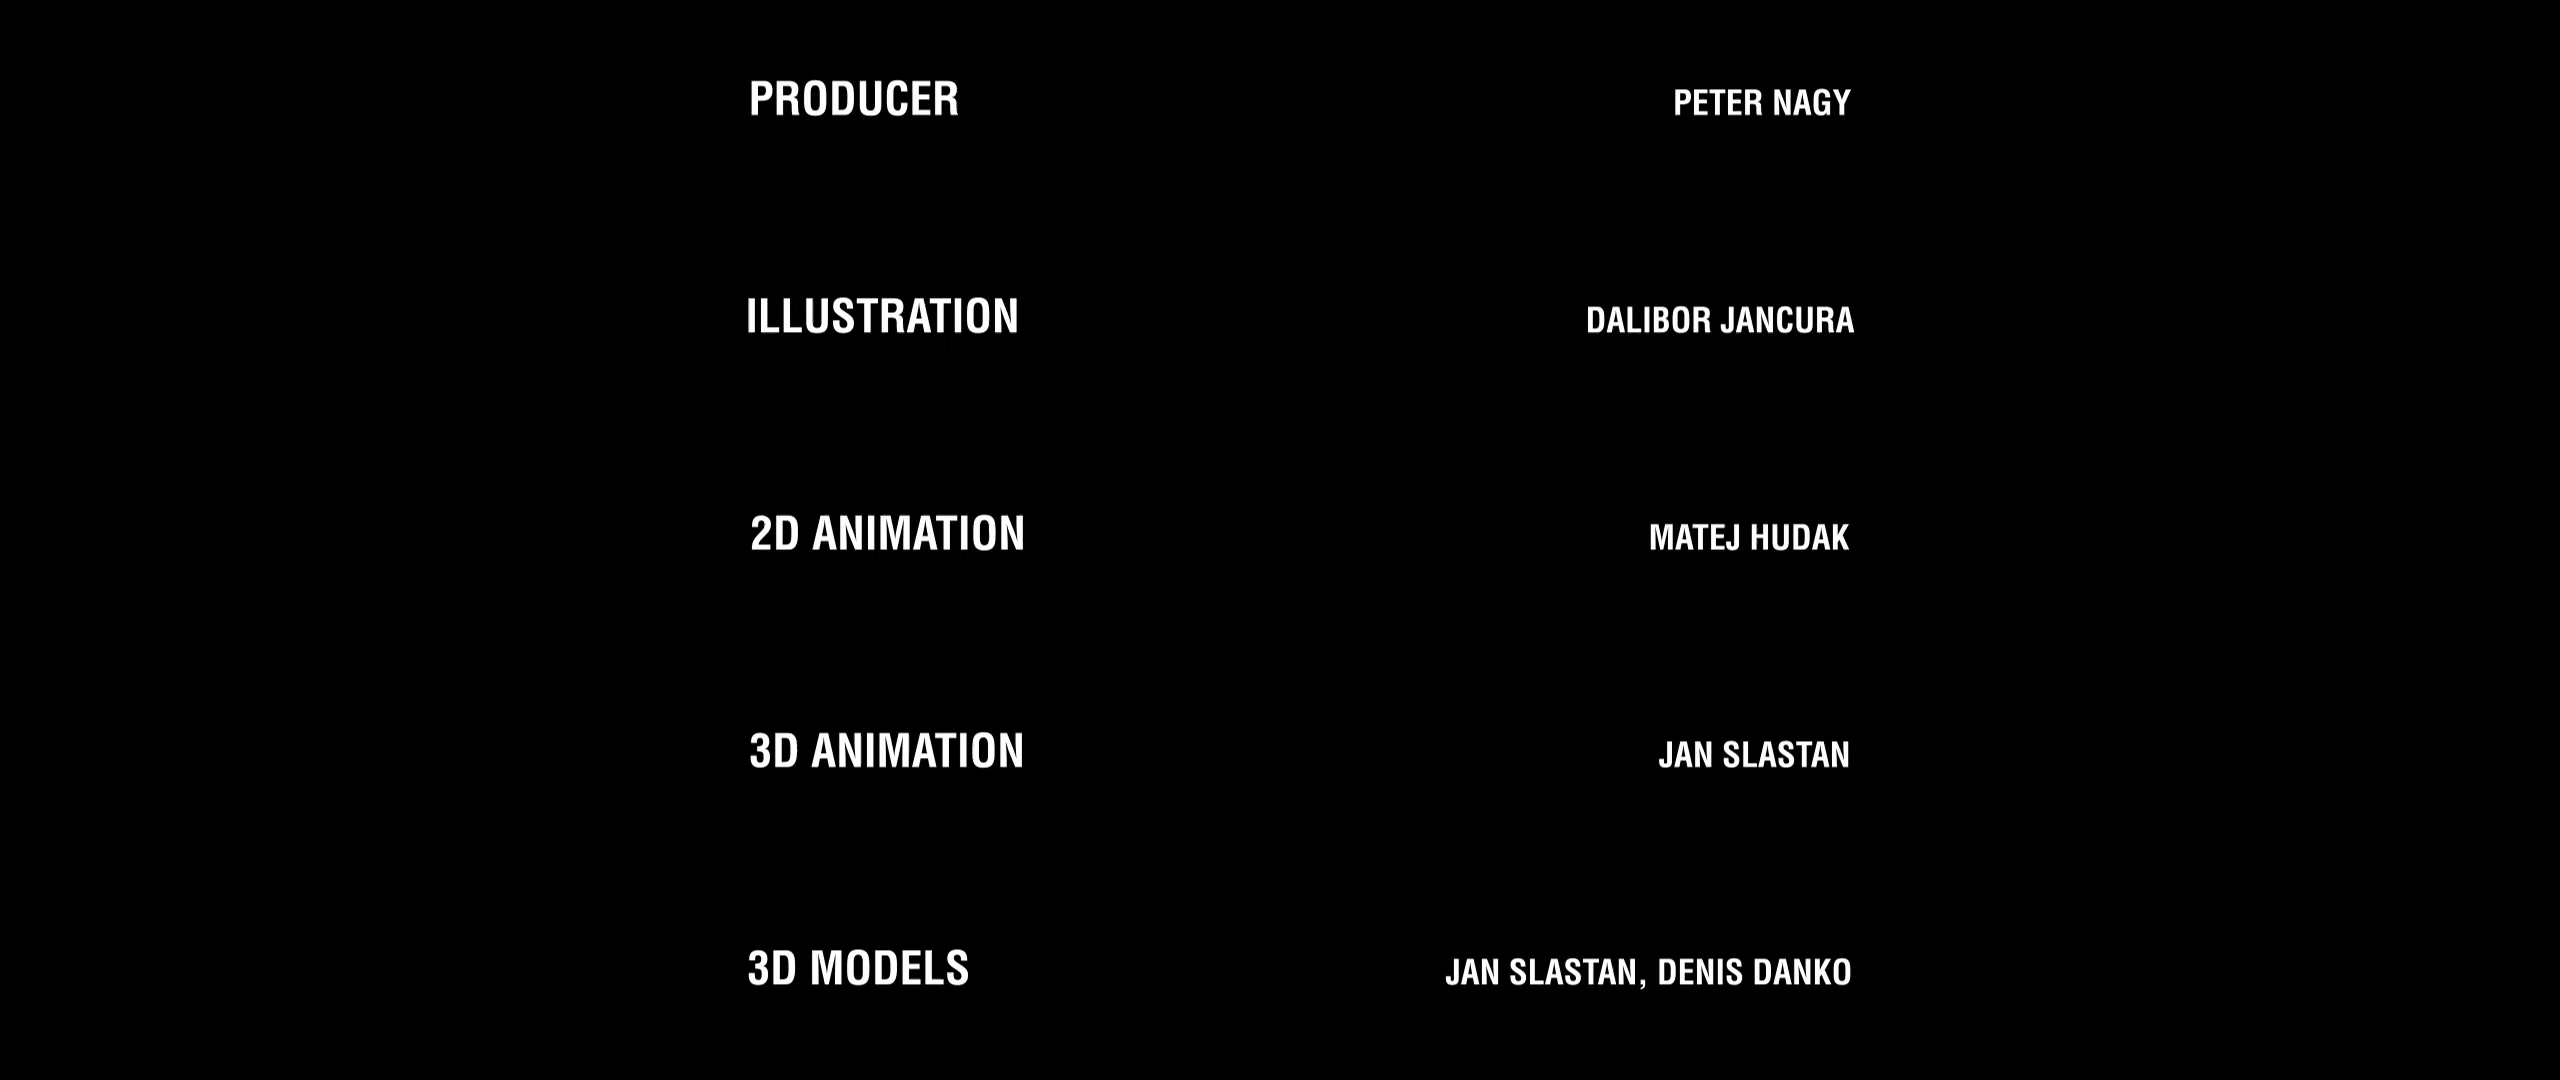 PRODUCER PETER NAGY
ILLUSTRATION DALIBOR JANCURA
2D ANIMATION MATEJ HUDAK
3D ANIMATION JAN SLASTAN
3D MODELS JAN SLASTAN, DENIS DANKO